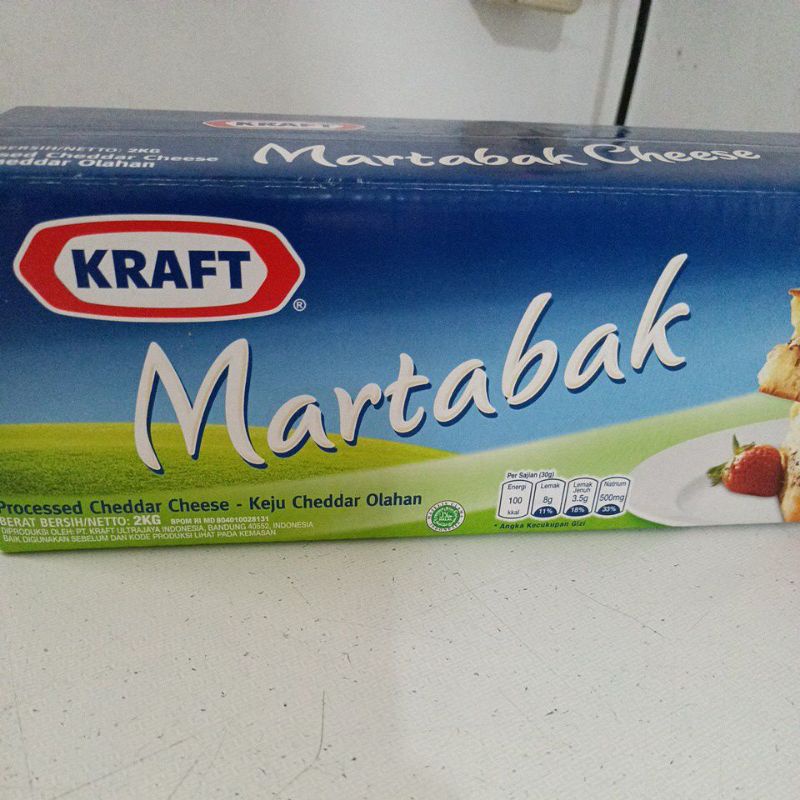 KRAFT
BERSIH/NETTO: 2KG
Cheddar Cheese
Cheddar Olahan
Martabak Cheese
KRAFT®
Martabak
Processed Cheddar Cheese - Keju Cheddar Olahan
BERAT BERSIH/NETTO: 2KG BPOM RI MD 804010028131
DIPRODUKSI OLEH: PT. KRAFT ULTRAJAYA INDONESIA, BANDUNG 40552, INDONESIA
BAIK DIGUNAKAN SEBELUM DAN KODE PRODUKSI LIHAT PADA KEMASAN
Per Sajian (30g)
Energi
100
kkal
Lemak
8g
11%
Lemak
Jenuh
3.5g
18%
Natrium
500mg
33%
* Angka Kecukupan Gizi